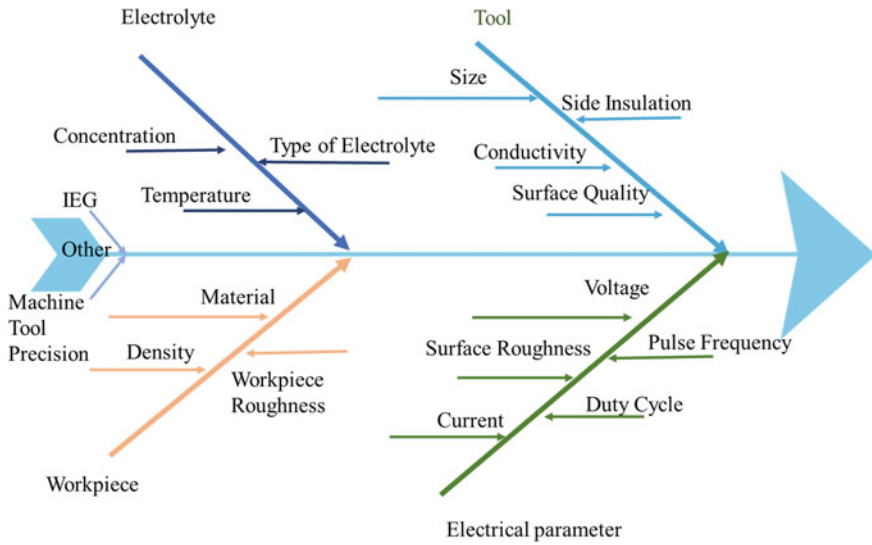 Electrolyte
Tool
Size
Side Insulation
Concentration
Type of Electrolyte
Conductivity
Temperature
Surface Quality
IEG
Other
Machine
Tool
Precision
Material
Density
Workpiece
Roughness
Voltage
Surface Roughness
Pulse Frequency
Current
Duty Cycle
Workpiece
Electrical parameter